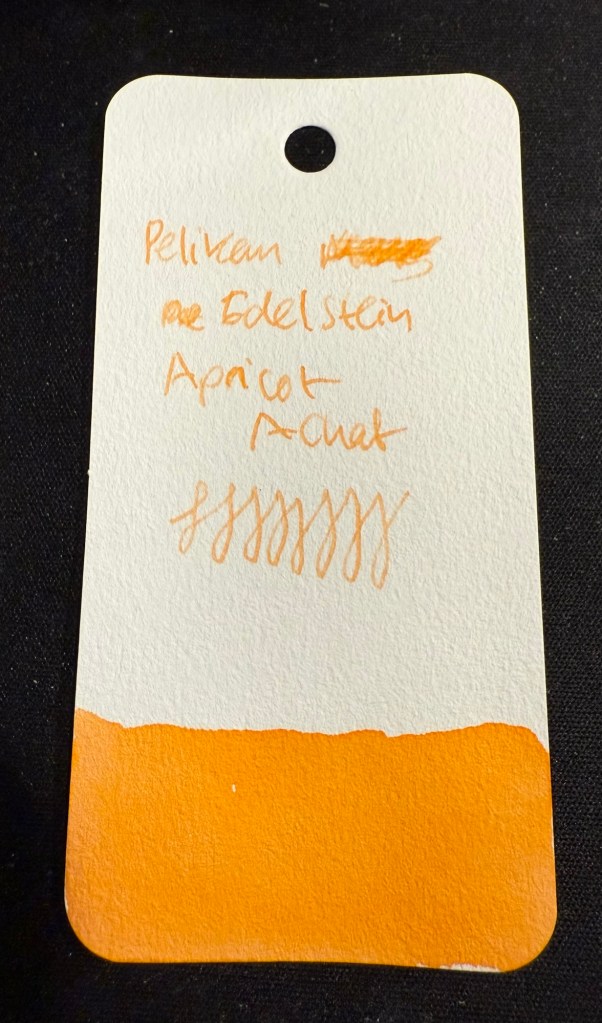 Pelikan
Edelstein
Apricot
Achat